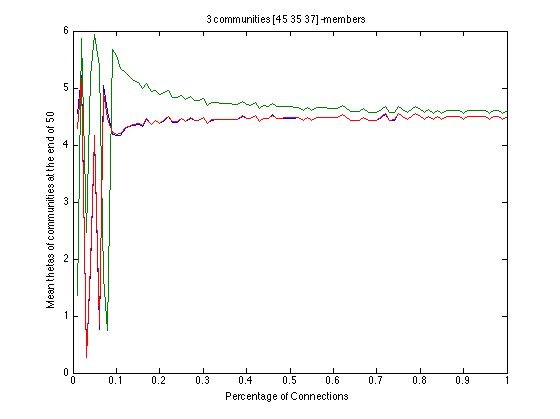 3 communities [45 35 37] -members
Mean thetas of communities at the end of 50
6
5
4
3
2
1
0
0 0.1 0.2 0.3 0.4 0.5 0.6 0.7 0.8 0.9 1
Percentage of Connections